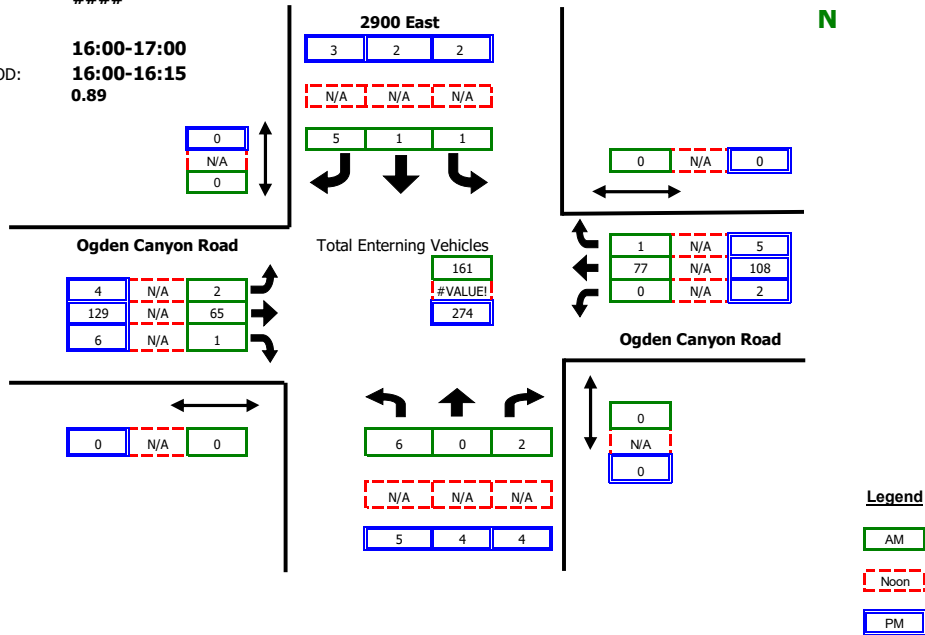 ####
2900 East
N
16:00-17:00
3 2 2
OD: 16:00-16:15
0.89
N/A N/A N/A
0
N/A
0
5 1 1
0 N/A 0
Ogden Canyon Road
Total Enterning Vehicles
161
#VALUE!
274
1 N/A 5
77 N/A 108
0 N/A 2
4 N/A 2
129 N/A 65
6 N/A 1
Ogden Canyon Road
0 N/A 0
6 0 2
0
N/A
0
N/A N/A N/A
5 4 4
Legend
AM
Noon
PM